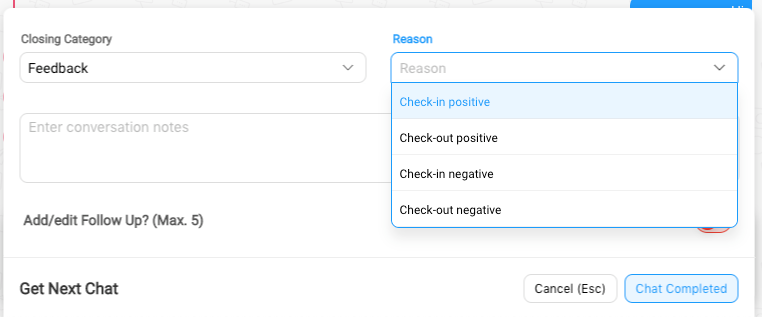 Closing Category
Reason
Feedback
Reason
Check-in positive
Check-out positive
Check-in negative
Check-out negative
Enter conversation notes
Add/edit Follow Up? (Max. 5)
Get Next Chat
Cancel (Esc)
Chat Completed